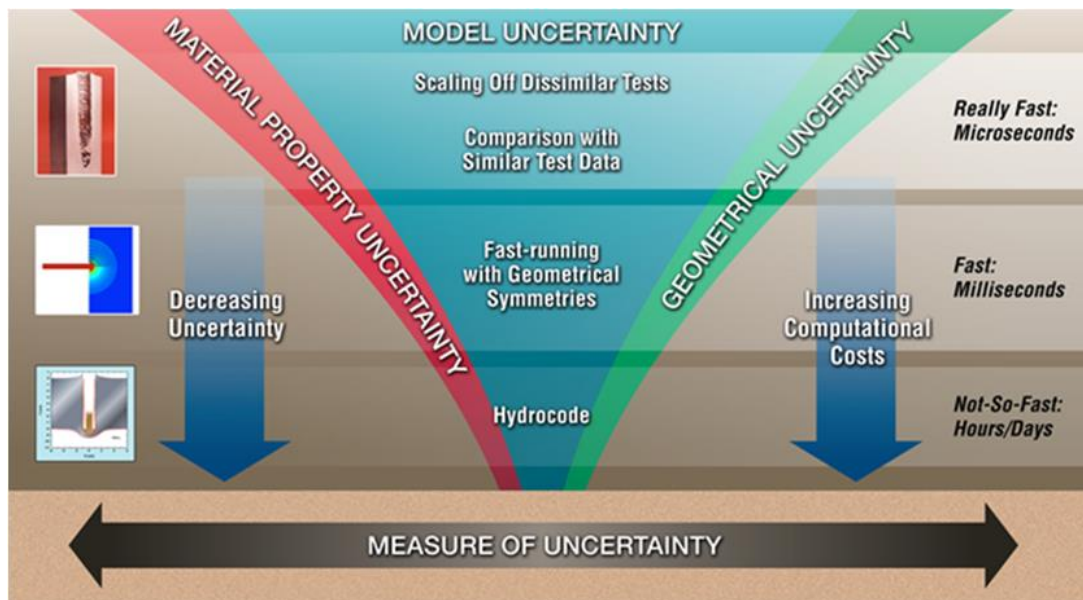 MODEL UNCERTAINTY
MATERIAL PROPERTY UNCERTAINTY
GEOMETRICAL UNCERTAINTY
Scaling Off Dissimilar Tests
Comparison with
Similar Test Data
Really Fast:
Microseconds
Fast-running
with Geometrical
Symmetries
Fast:
Milliseconds
Decreasing
Uncertainty
Increasing
Computational
Costs
Hydrocode
Not-So-Fast:
Hours/Days
MEASURE OF UNCERTAINTY